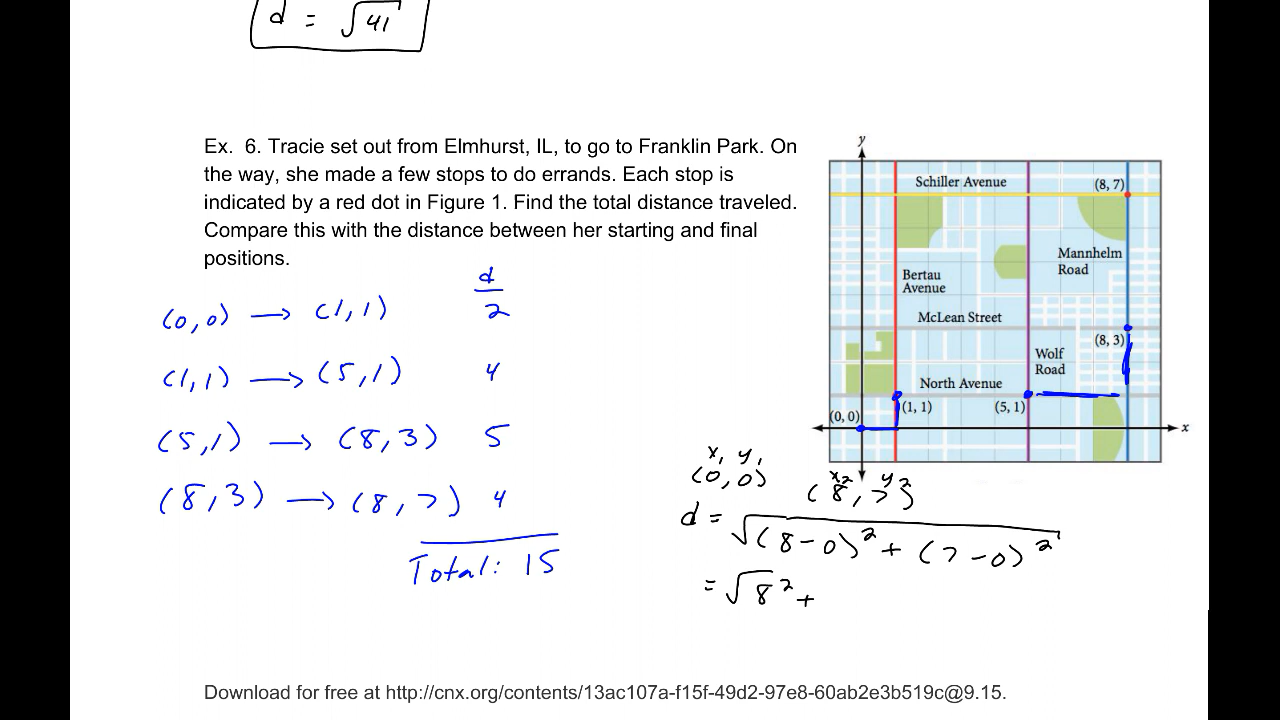 d = √41
Ex. 6. Tracie set out from Elmhurst, IL, to go to Franklin Park. On
the way, she made a few stops to do errands. Each stop is
indicated by a red dot in Figure 1. Find the total distance traveled.
Compare this with the distance between her starting and final
positions.
d
(0,0) → (1,1) 2
(1,1) → (5,1) 4
(5,1) → (8,3) 5
(8,3) → (8,7) 4
Total: 15
y
Schiller Avenue
(8, 7)
Mannhelm
Road
Bertau
Avenue
McLean Street
(8, 3)
Wolf
Road
North Avenue
(0, 0)
(1, 1)
(5, 1)
x
x₁ y₁
(0,0)
x₂ y₂
(8,7)
d = √(8-0)² + (7-0)²
= √8² +
Download for free at http://cnx.org/contents/13ac107a-f15f-49d2-97e8-60ab2e3b519c@9.15.